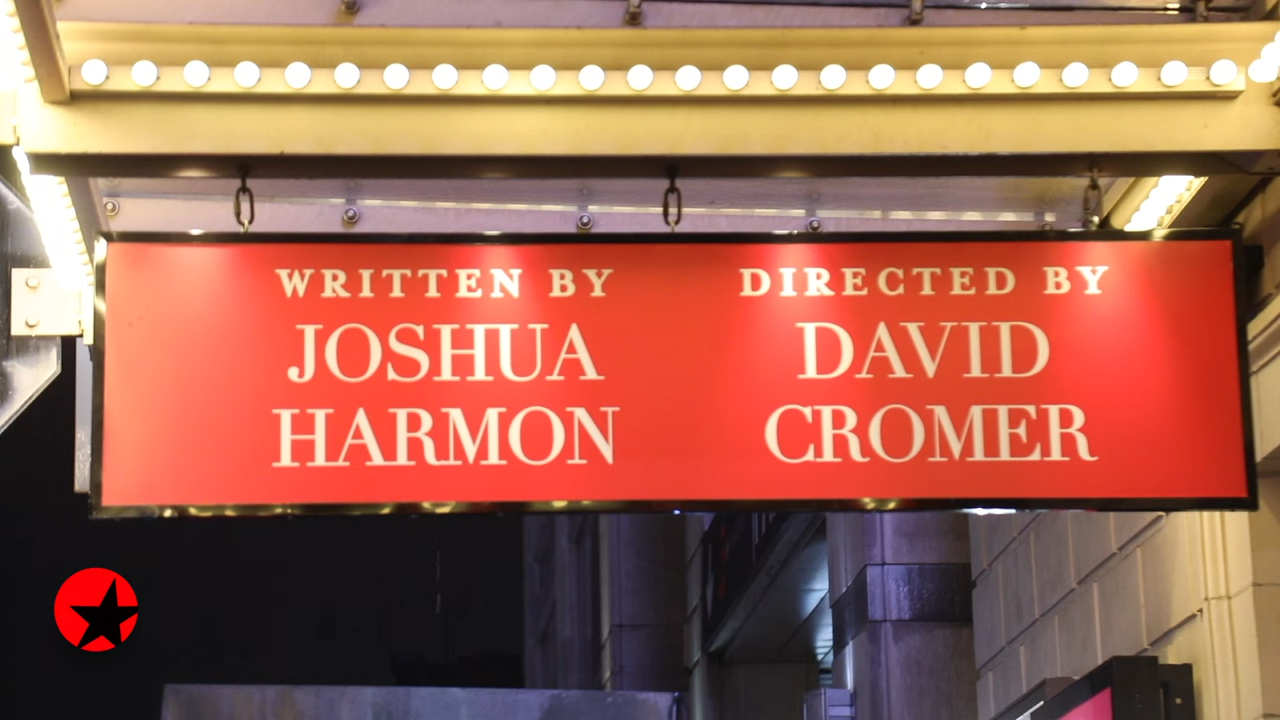 WRITTEN BY
JOSHUA
HARMON
DIRECTED BY
DAVID
CROMER